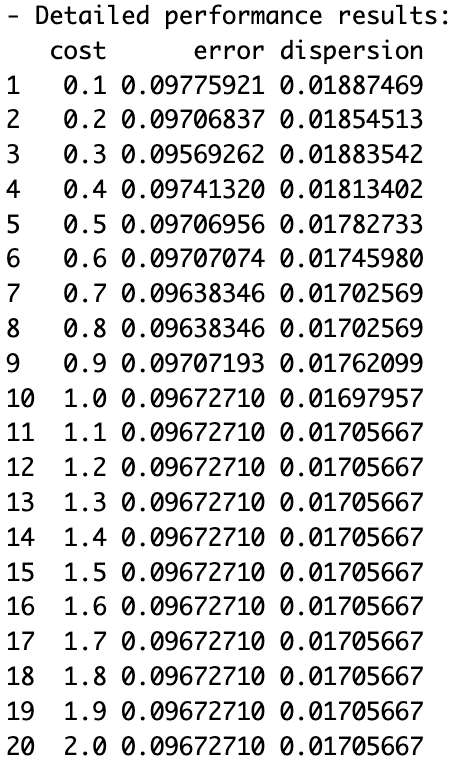 - Detailed performance results:
   cost      error dispersion
1   0.1 0.09775921 0.01887469
2   0.2 0.09706837 0.01854513
3   0.3 0.09569262 0.01883542
4   0.4 0.09741320 0.01813402
5   0.5 0.09706956 0.01782733
6   0.6 0.09707074 0.01745980
7   0.7 0.09638346 0.01702569
8   0.8 0.09638346 0.01702569
9   0.9 0.09707193 0.01762099
10  1.0 0.09672710 0.01697957
11  1.1 0.09672710 0.01705667
12  1.2 0.09672710 0.01705667
13  1.3 0.09672710 0.01705667
14  1.4 0.09672710 0.01705667
15  1.5 0.09672710 0.01705667
16  1.6 0.09672710 0.01705667
17  1.7 0.09672710 0.01705667
18  1.8 0.09672710 0.01705667
19  1.9 0.09672710 0.01705667
20  2.0 0.09672710 0.01705667